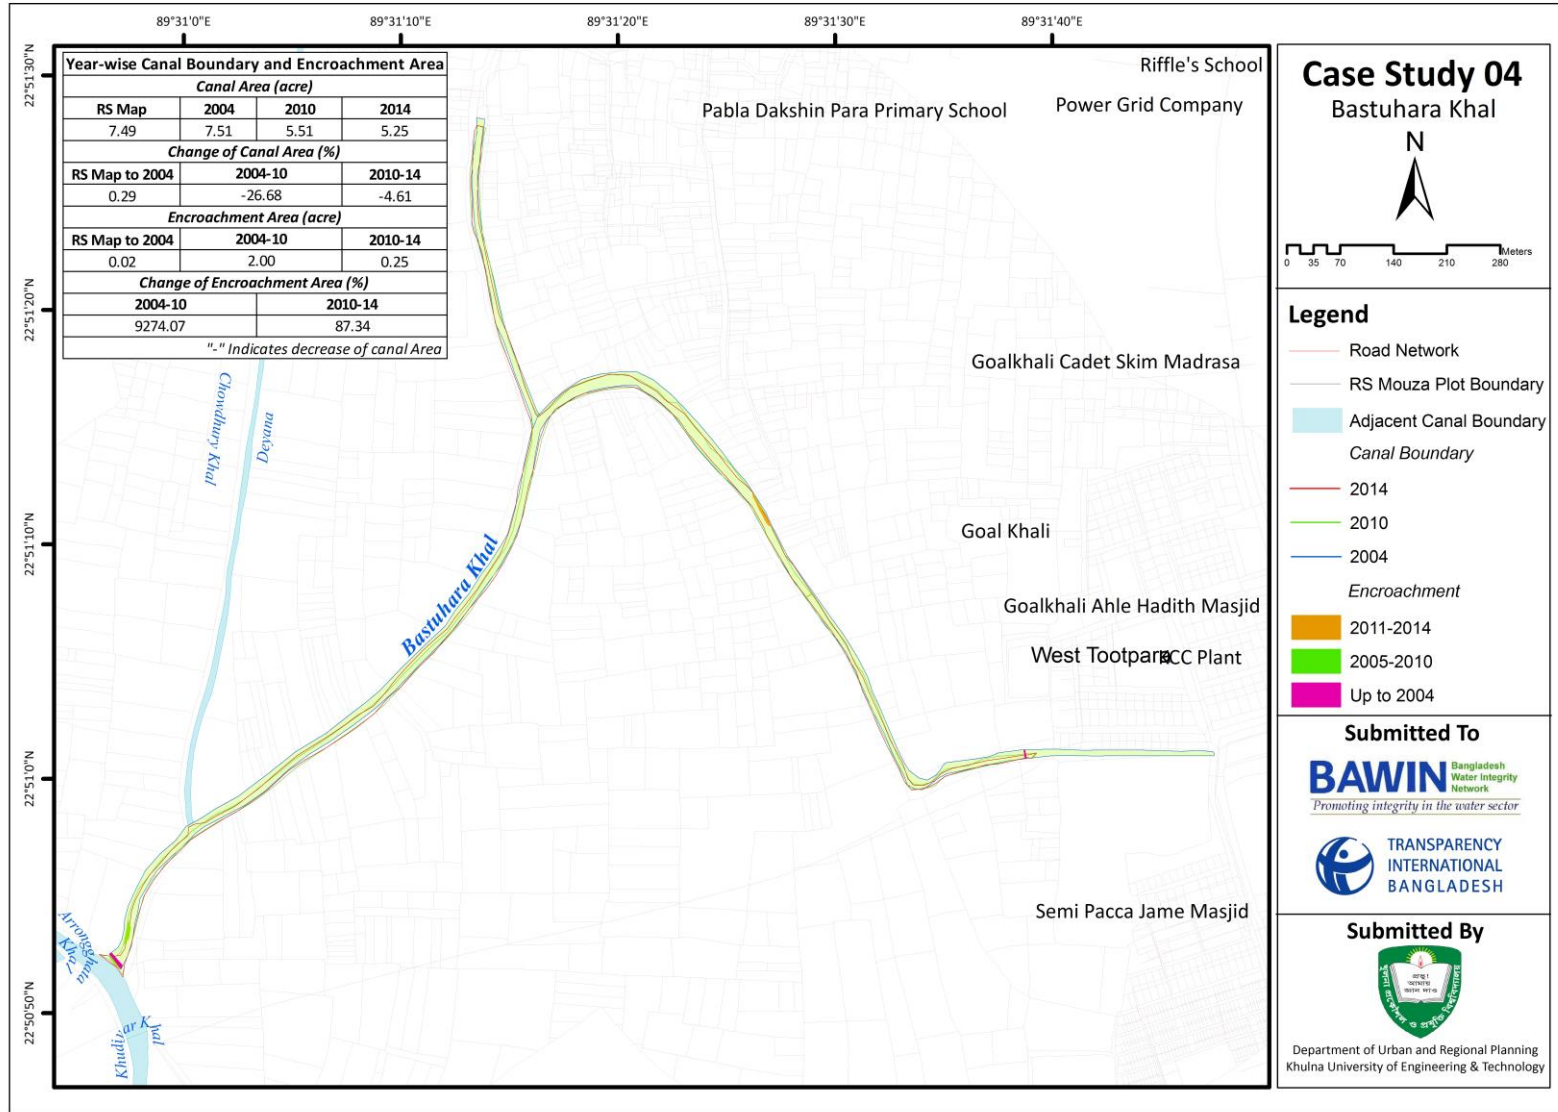 89°31'0"E
89°31'10"E
89°31'20"E
89°31'30"E
89°31'40"E
22°51'30"N
22°51'20"N
22°51'10"N
22°51'0"N
22°50'50"N
Year-wise Canal Boundary and Encroachment Area
Canal Area (acre)
RS Map 2004 2010 2014
7.49 7.51 5.51 5.25
Change of Canal Area (%)
RS Map to 2004 2004-10 2010-14
0.29 -26.68 -4.61
Encroachment Area (acre)
RS Map to 2004 2004-10 2010-14
0.02 2.00 0.25
Change of Encroachment Area (%)
2004-10 2010-14
9274.07 87.34
"-" Indicates decrease of canal Area
Riffle's School
Pabla Dakshin Para Primary School
Power Grid Company
Goalkhali Cadet Skim Madrasa
Chowdhury Khal
Deyana
Goal Khali
Bastuhara Khal
Goalkhali Ahle Hadith Masjid
West Tootpara
KCC Plant
Semi Pacca Jame Masjid
Arrongghata
Khal
Khudiyar Khal
Case Study 04
Bastuhara Khal
N
0 35 70 140 210 280 Meters
Legend
Road Network
RS Mouza Plot Boundary
Adjacent Canal Boundary
Canal Boundary
2014
2010
2004
Encroachment
2011-2014
2005-2010
Up to 2004
Submitted To
BAWIN
Bangladesh
Water Integrity
Network
Promoting integrity in the water sector
TRANSPARENCY
INTERNATIONAL
BANGLADESH
Submitted By
প্রভু!
আমায়
জ্ঞান দাও
খুলনা প্রকৌশল ও প্রযুক্তি বিশ্ববিদ্যালয়
Department of Urban and Regional Planning
Khulna University of Engineering & Technology